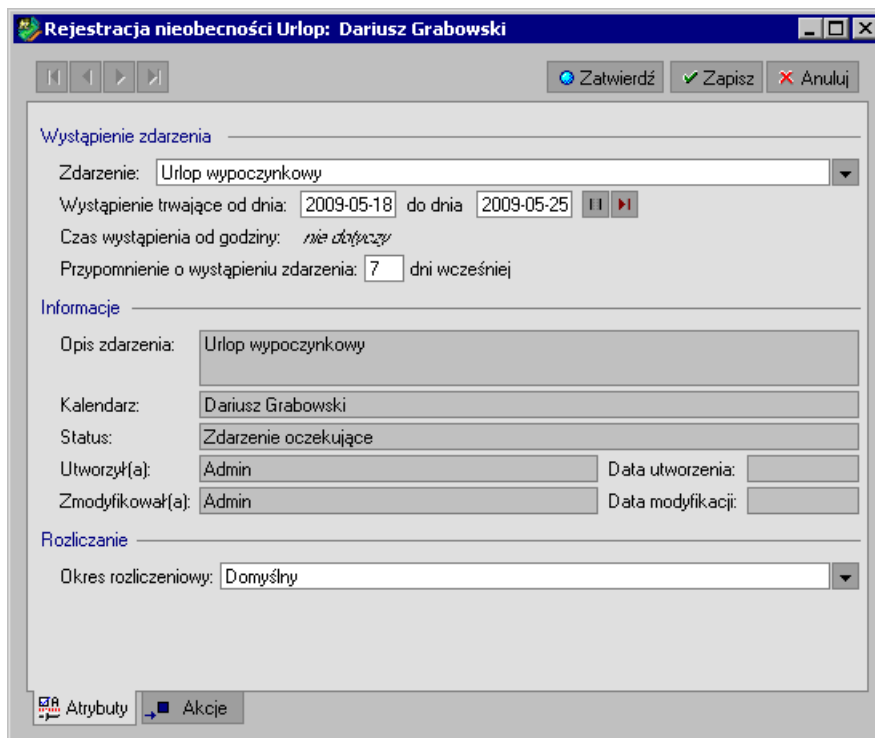 Rejestracja nieobecności Urlop: Dariusz Grabowski
Zatwierdź Zapisz Anuluj
Wystąpienie zdarzenia
Zdarzenie: Urlop wypoczynkowy
Wystąpienie trwające od dnia: 2009-05-18 do dnia 2009-05-25
Czas wystąpienia od godziny: nie dotyczy
Przypomnienie o wystąpieniu zdarzenia: 7 dni wcześniej
Informacje
Opis zdarzenia: Urlop wypoczynkowy
Kalendarz: Dariusz Grabowski
Status: Zdarzenie oczekujące
Utworzył(a): Admin Data utworzenia:
Zmodyfikował(a): Admin Data modyfikacji:
Rozliczanie
Okres rozliczeniowy: Domyślny
Atrybuty Akcje